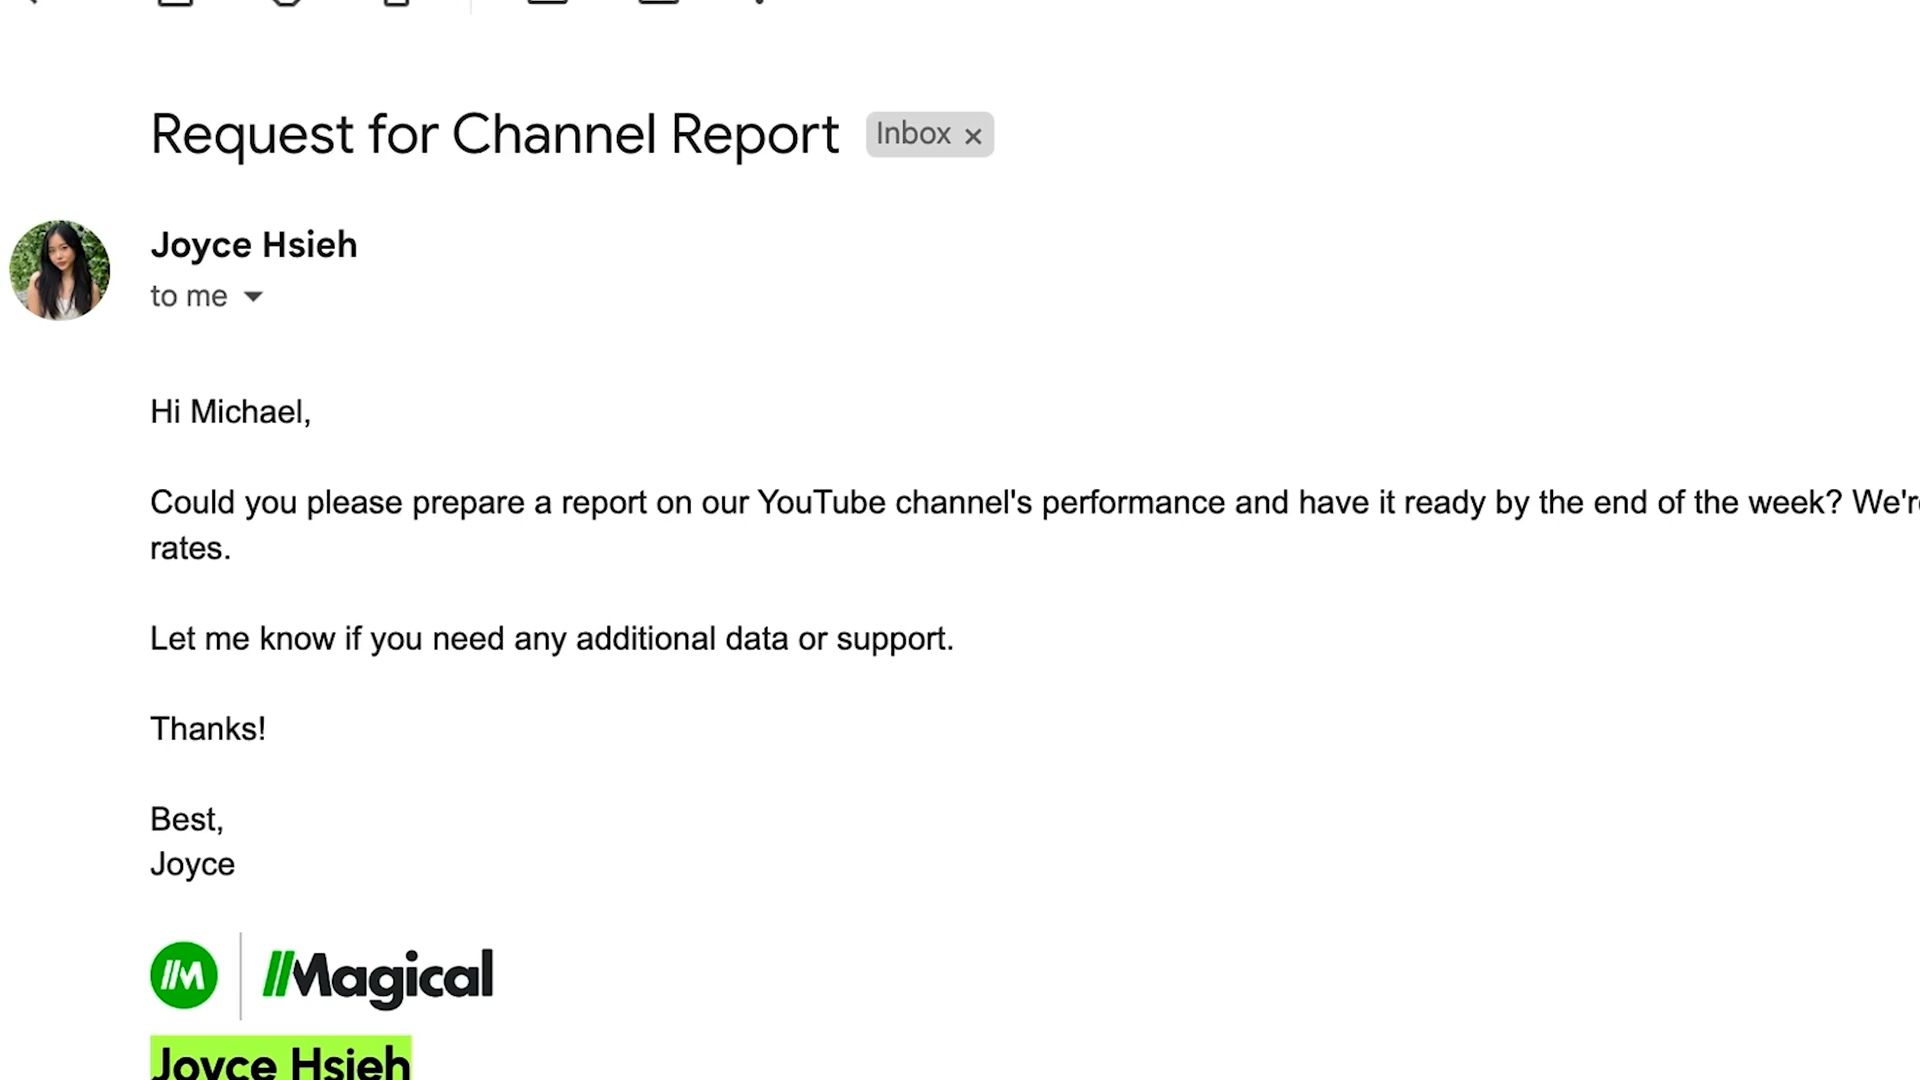 Request for Channel Report Inbox ×
Joyce Hsieh
to me
Hi Michael,
Could you please prepare a report on our YouTube channel's performance and have it ready by the end of the week?
rates.
Let me know if you need any additional data or support.
Thanks!
Best,
Joyce
M Magical
Joyce Hsieh